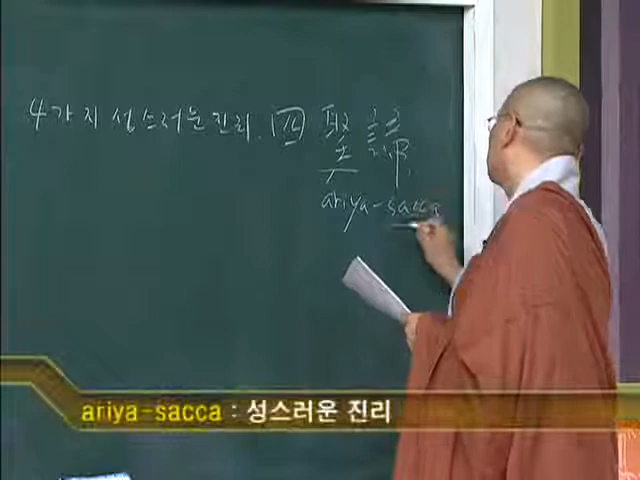 4가지 성스러운 진리. 四 聖 諦
ariya-sacca
ariya-sacca : 성스러운 진리